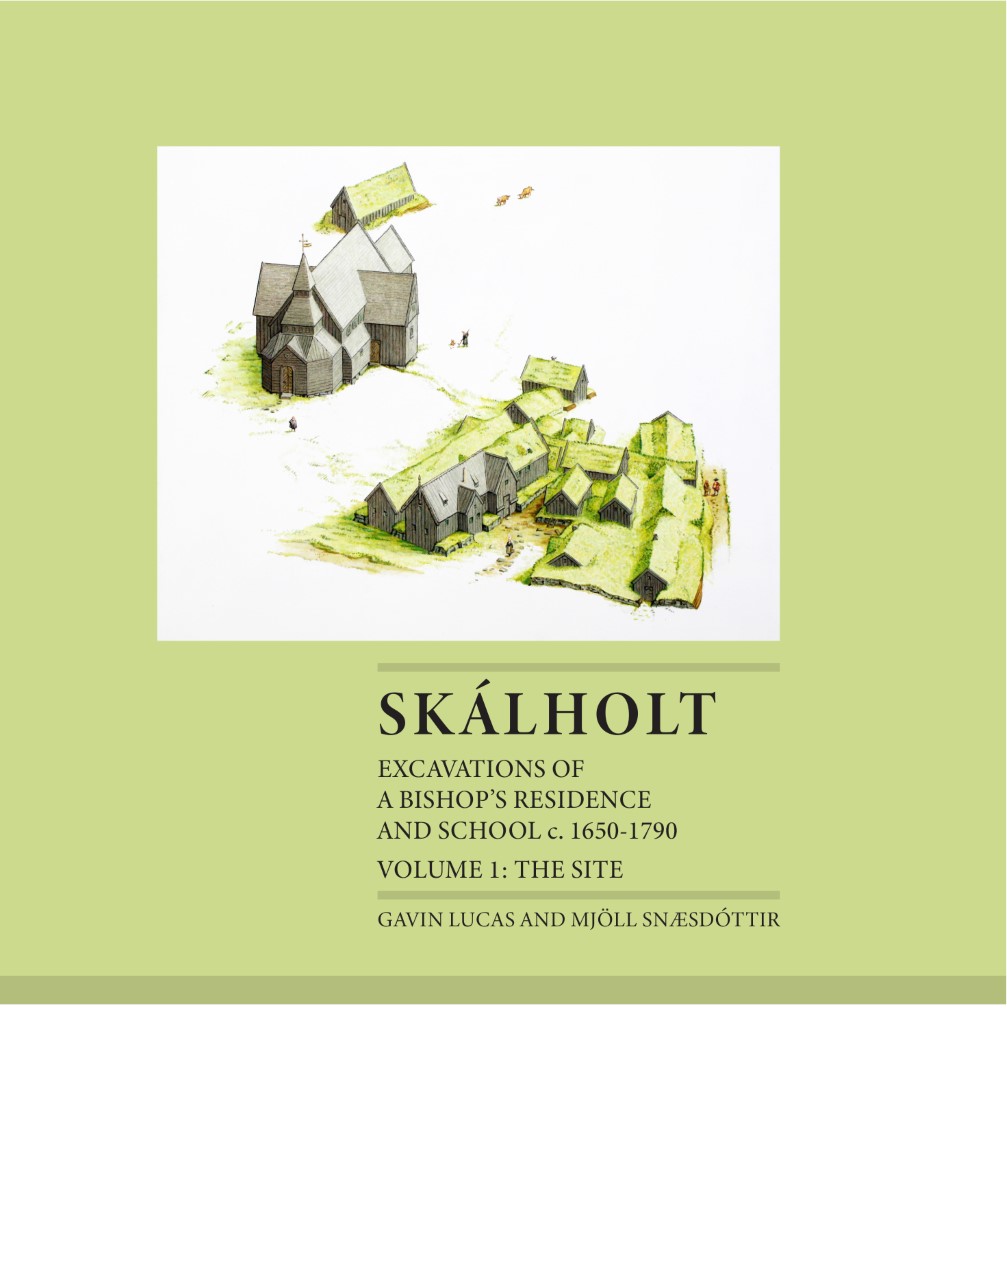 SKÁLHOLT
EXCAVATIONS OF
A BISHOP’S RESIDENCE
AND SCHOOL c. 1650-1790
VOLUME 1: THE SITE
GAVIN LUCAS AND MJÖLL SNÆSDÓTTIR